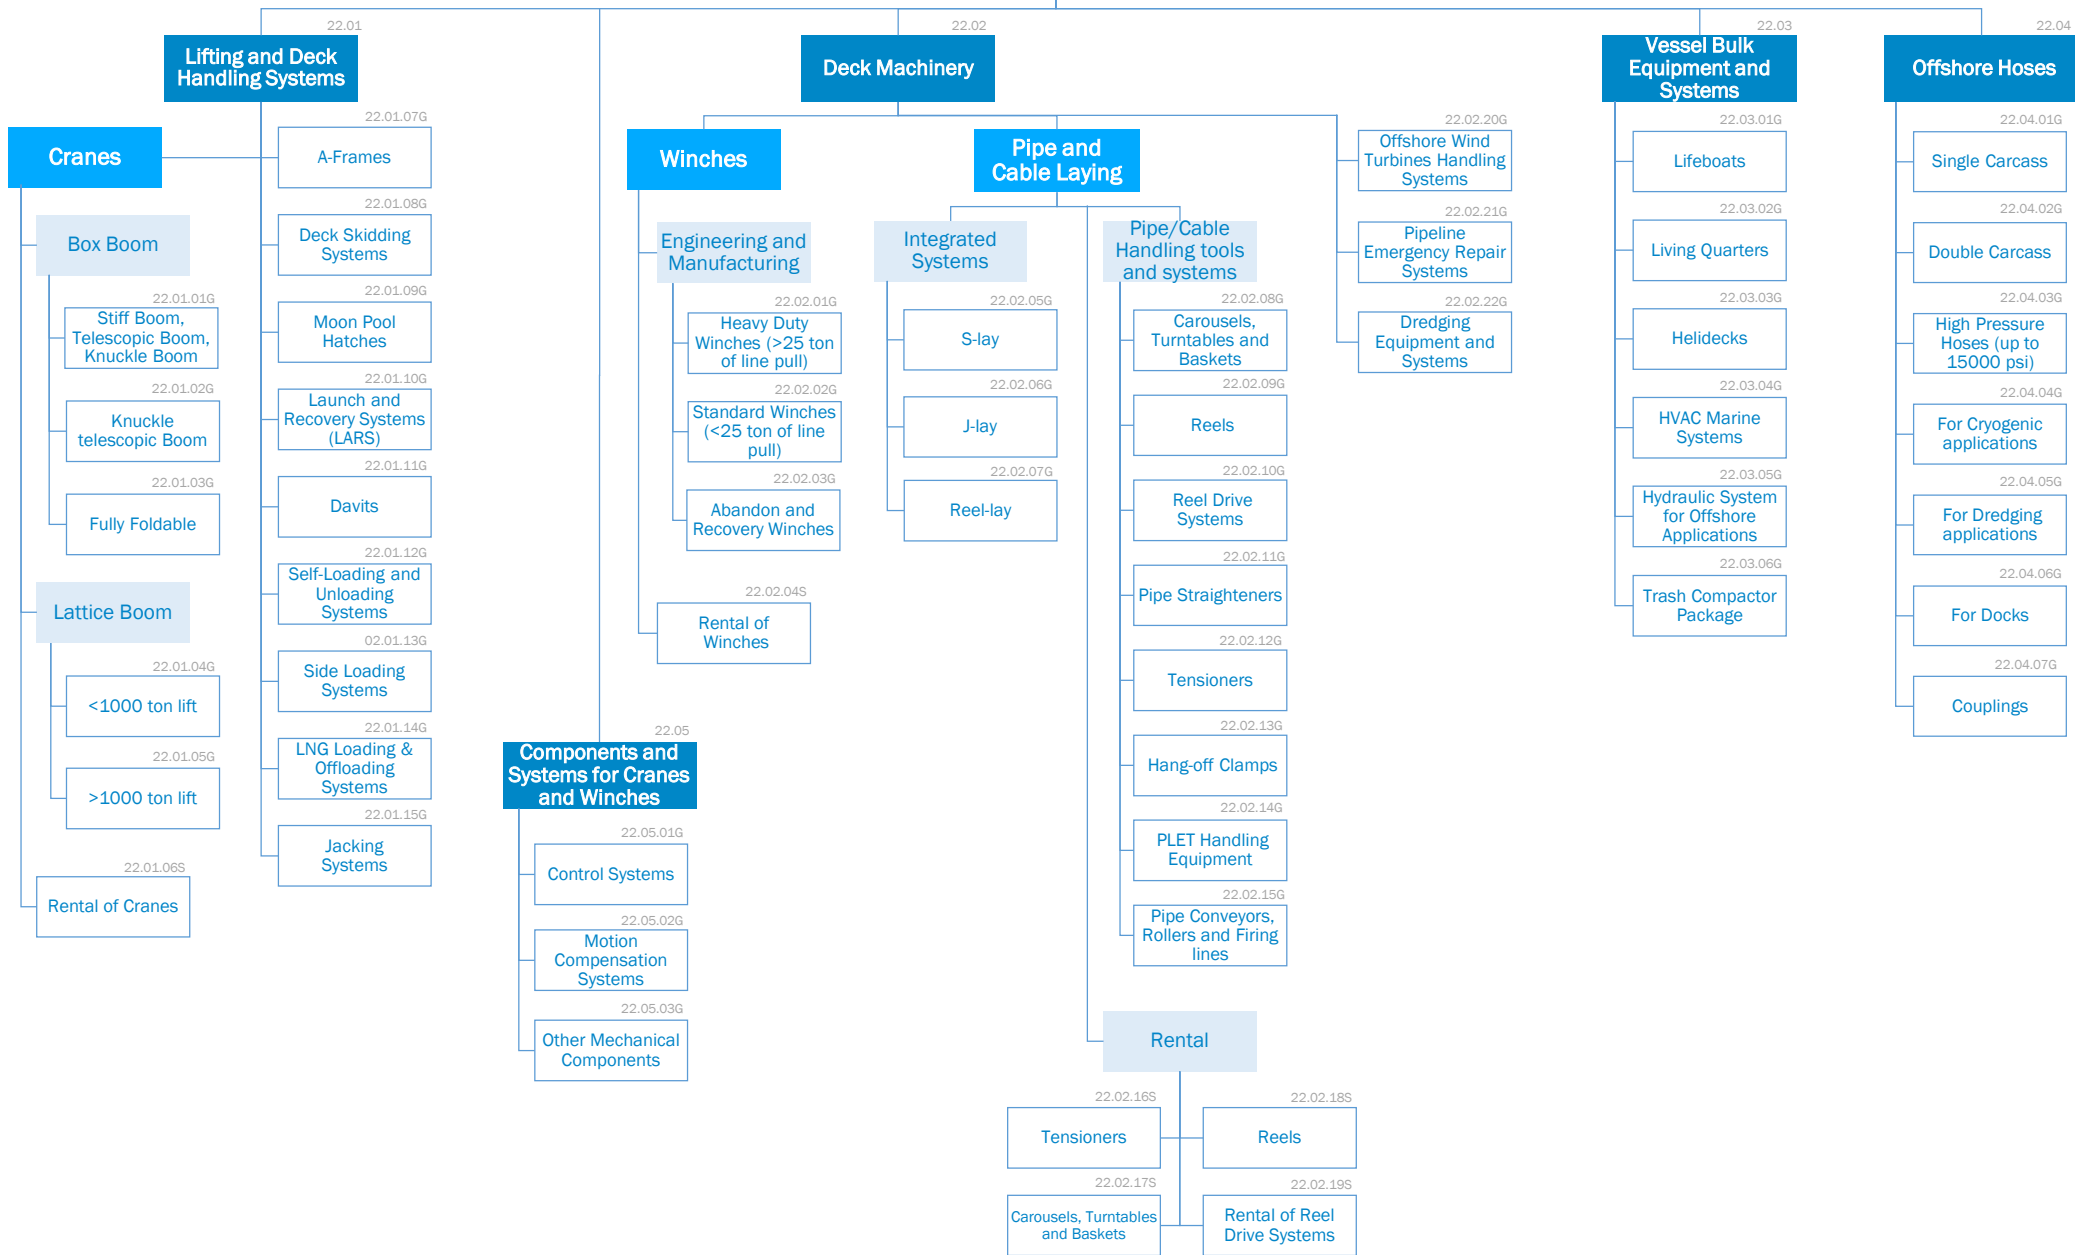 22.01
Lifting and Deck
Handling Systems
Cranes
Box Boom
22.01.01G
Stiff Boom,
Telescopic Boom,
Knuckle Boom
22.01.02G
Knuckle
telescopic Boom
22.01.03G
Fully Foldable
Lattice Boom
22.01.04G
<1000 ton lift
22.01.05G
>1000 ton lift
22.01.06S
Rental of Cranes
22.01.07G
A-Frames
22.01.08G
Deck Skidding
Systems
22.01.09G
Moon Pool
Hatches
22.01.10G
Launch and
Recovery Systems
(LARS)
22.01.11G
Davits
22.01.12G
Self-Loading and
Unloading
Systems
02.01.13G
Side Loading
Systems
22.01.14G
LNG Loading &
Offloading
Systems
22.01.15G
Jacking
Systems
22.05
Components and
Systems for Cranes
and Winches
22.05.01G
Control Systems
22.05.02G
Motion
Compensation
Systems
22.05.03G
Other Mechanical
Components
22.02
Deck Machinery
Winches
Engineering and
Manufacturing
22.02.01G
Heavy Duty
Winches (>25 ton
of line pull)
22.02.02G
Standard Winches
(<25 ton of line
pull)
22.02.03G
Abandon and
Recovery Winches
22.02.04S
Rental of
Winches
Pipe and
Cable Laying
Integrated
Systems
22.02.05G
S-lay
22.02.06G
J-lay
22.02.07G
Reel-lay
Pipe/Cable
Handling tools
and systems
22.02.08G
Carousels,
Turntables and
Baskets
22.02.09G
Reels
22.02.10G
Reel Drive
Systems
22.02.11G
Pipe Straighteners
22.02.12G
Tensioners
22.02.13G
Hang-off Clamps
22.02.14G
PLET Handling
Equipment
22.02.15G
Pipe Conveyors,
Rollers and Firing
lines
Rental
22.02.16S
Tensioners
22.02.17S
Carousels, Turntables
and Baskets
22.02.18S
Reels
22.02.19S
Rental of Reel
Drive Systems
22.02.20G
Offshore Wind
Turbines Handling
Systems
22.02.21G
Pipeline
Emergency Repair
Systems
22.02.22G
Dredging
Equipment and
Systems
22.03
Vessel Bulk
Equipment and
Systems
22.03.01G
Lifeboats
22.03.02G
Living Quarters
22.03.03G
Helidecks
22.03.04G
HVAC Marine
Systems
22.03.05G
Hydraulic System
for Offshore
Applications
22.03.06G
Trash Compactor
Package
22.04
Offshore Hoses
22.04.01G
Single Carcass
22.04.02G
Double Carcass
22.04.03G
High Pressure
Hoses (up to
15000 psi)
22.04.04G
For Cryogenic
applications
22.04.05G
For Dredging
applications
22.04.06G
For Docks
22.04.07G
Couplings